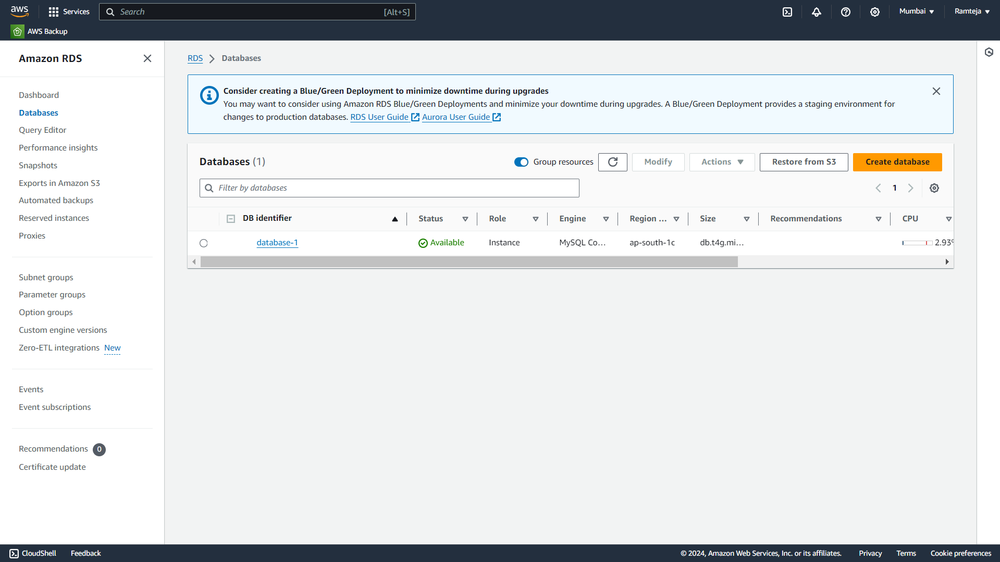 aws
Services
Search
[Alt+S]
Mumbai
Ramteja
AWS Backup
Amazon RDS
Dashboard
Databases
Query Editor
Performance insights
Snapshots
Exports in Amazon S3
Automated backups
Reserved instances
Proxies
Subnet groups
Parameter groups
Option groups
Custom engine versions
Zero-ETL integrations New
Events
Event subscriptions
Recommendations 0
Certificate update
RDS
Databases
Consider creating a Blue/Green Deployment to minimize downtime during upgrades
You may want to consider using Amazon RDS Blue/Green Deployments and minimize your downtime during upgrades. A Blue/Green Deployment provides a staging environment for
changes to production databases. RDS User Guide Aurora User Guide
Databases (1)
Group resources
Modify
Actions
Restore from S3
Create database
Filter by databases
1
DB identifier
Status
Role
Engine
Region ...
Size
Recommendations
CPU
database-1
Available
Instance
MySQL Co...
ap-south-1c
db.t4g.mi...
2.93%
CloudShell
Feedback
© 2024, Amazon Web Services, Inc. or its affiliates.
Privacy
Terms
Cookie preferences